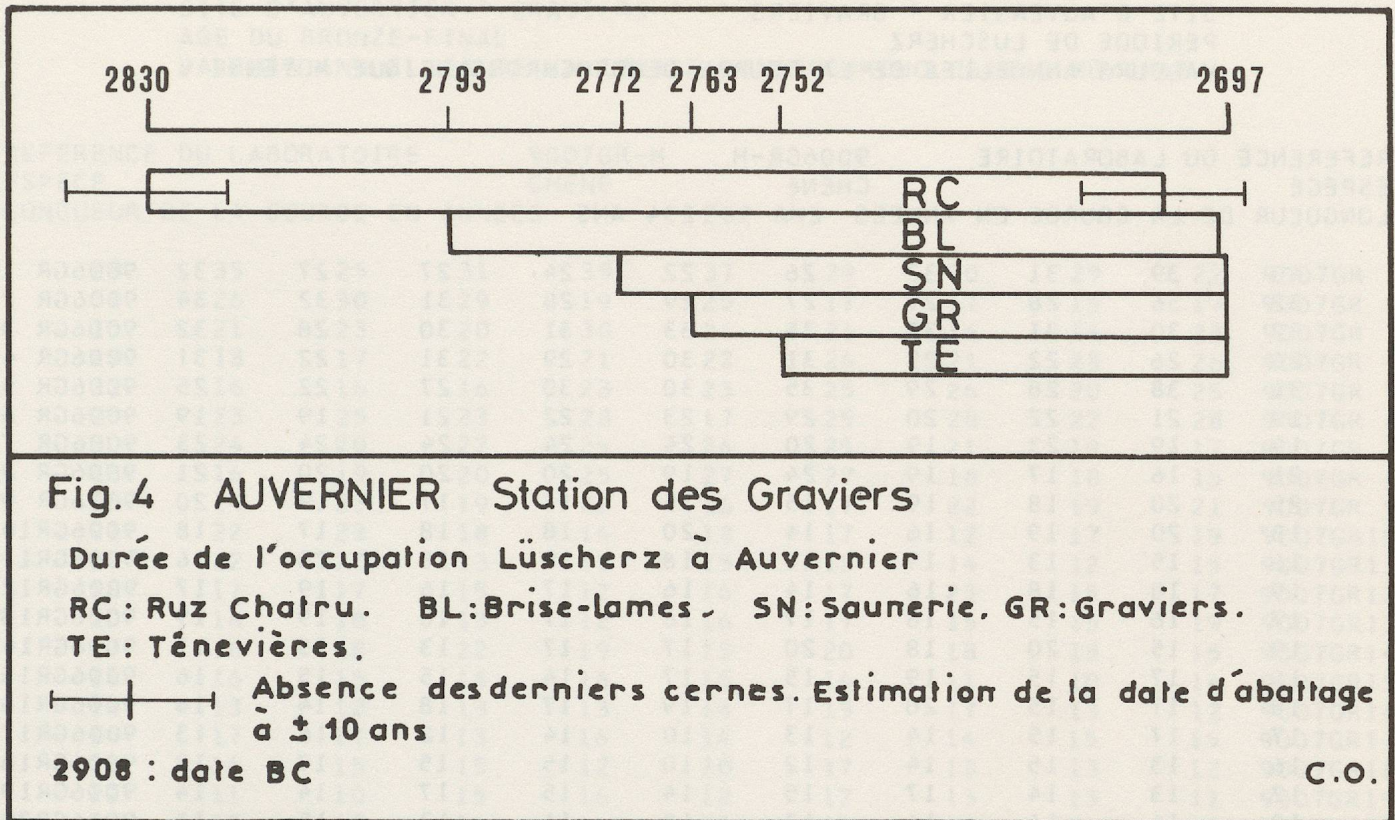 2830 2793 2772 2763 2752 2697
RC
BL
SN
GR
TE
Fig. 4 AUVERNIER Station des Graviers
Durée de l'occupation Lüscherz à Auvernier
RC : Ruz Chatru. BL : Brise-lames. SN : Saunerie. GR : Graviers.
TE : Ténevières.
Absence des derniers cernes. Estimation de la date d'abattage
à ± 10 ans
2908 : date BC C.O.